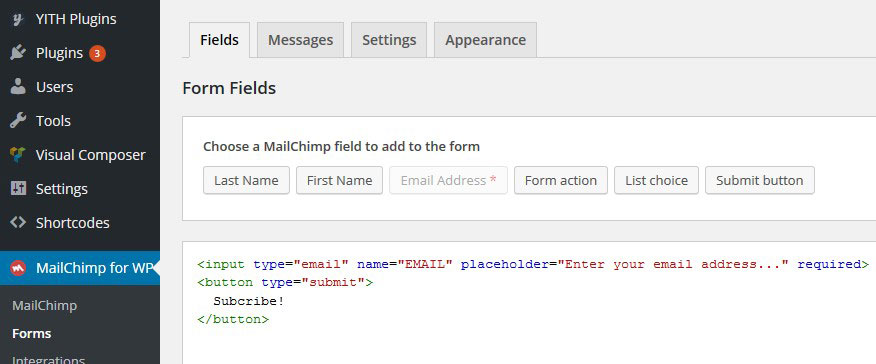 YITH Plugins
Plugins 3
Users
Tools
Visual Composer
Settings
Shortcodes
MailChimp for WP
MailChimp
Forms
Integrations
Fields Messages Settings Appearance
Form Fields
Choose a MailChimp field to add to the form
Last Name First Name Email Address * Form action List choice Submit button
<input type="email" name="EMAIL" placeholder="Enter your email address..." required>
<button type="submit">
Subcribe!
</button>